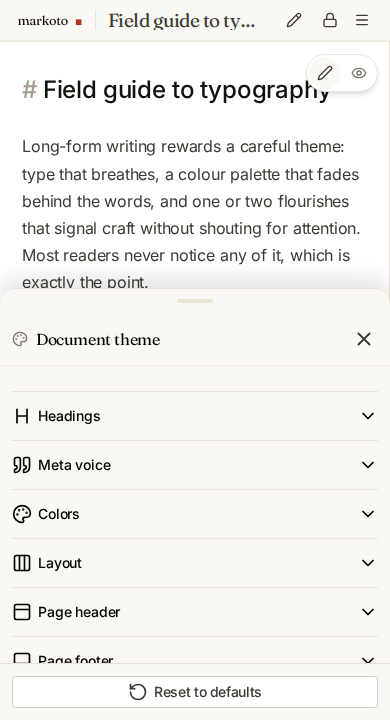 markoto
Field guide to ty...
# Field guide to typography
Long-form writing rewards a careful theme:
type that breathes, a colour palette that fades
behind the words, and one or two flourishes
that signal craft without shouting for attention.
Most readers never notice any of it, which is
exactly the point.
Document theme
Headings
Meta voice
Colors
Layout
Page header
Page footer
Reset to defaults